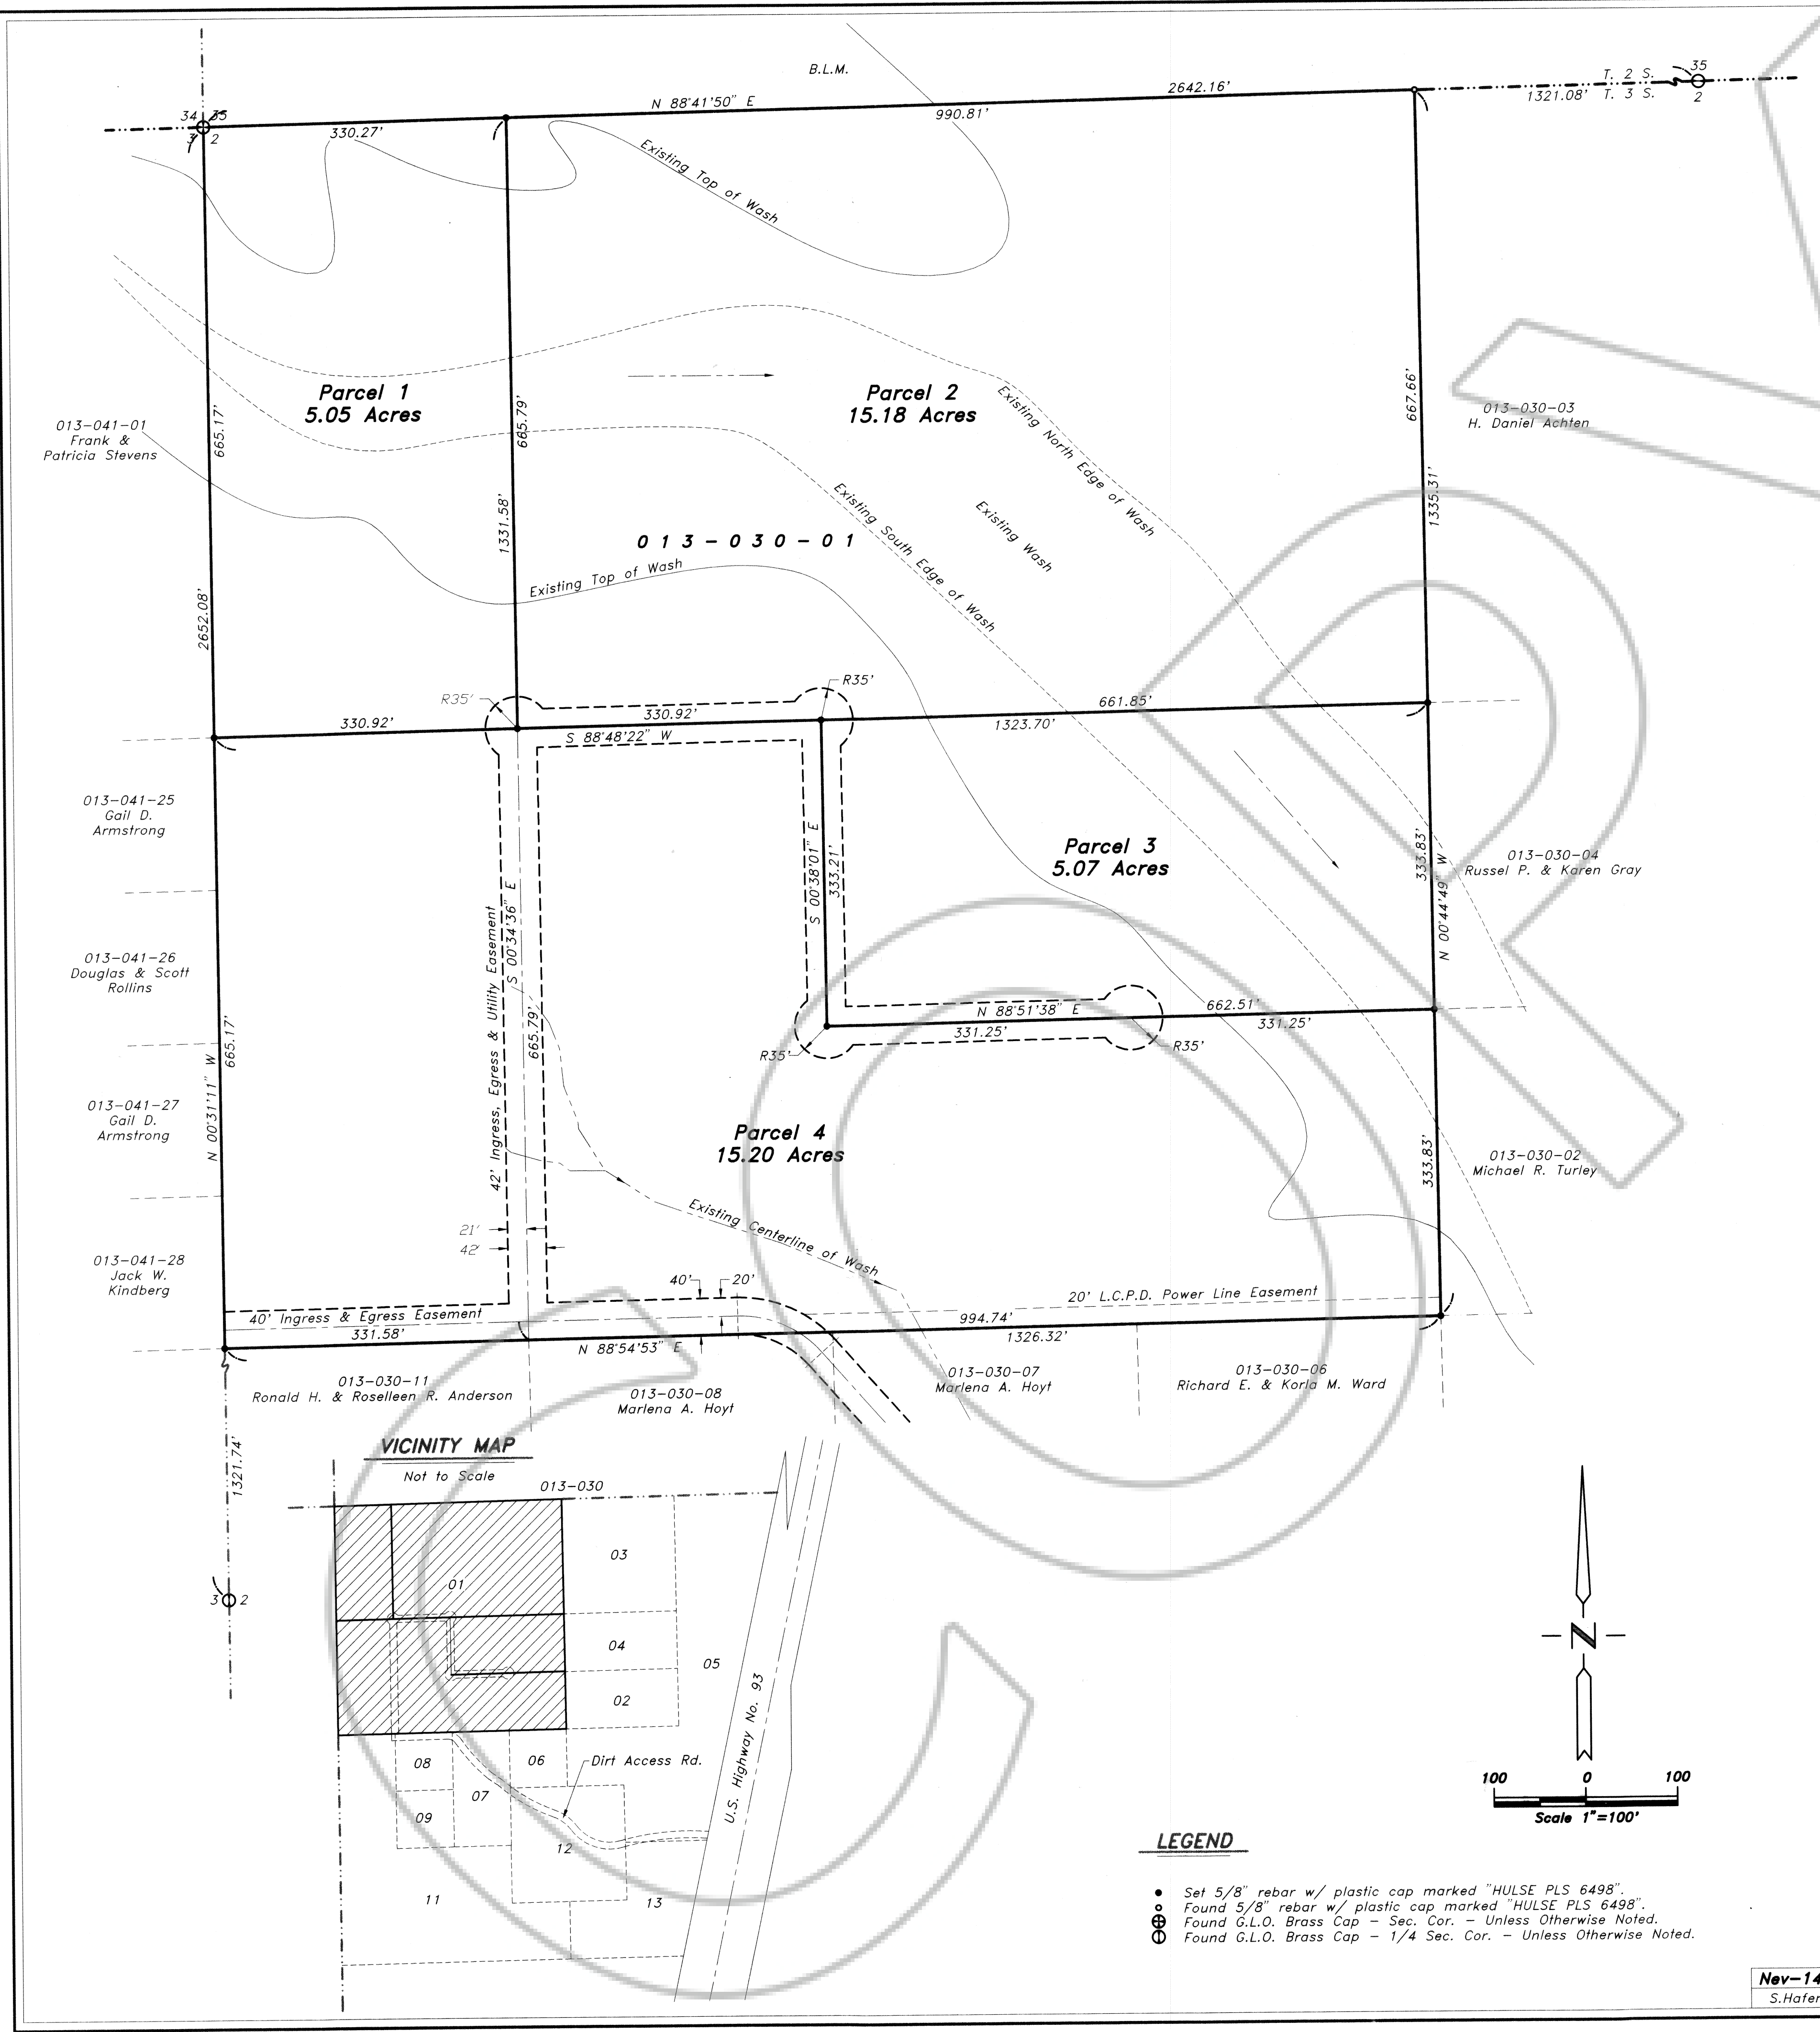 B.L.M.
34 35
3 2
N 88°41'50" E
2642.16'
330.27'
990.81'
T. 2 S.
1321.08'
T. 3 S.
35
2
Existing Top of Wash
Parcel 1
5.05 Acres
Parcel 2
15.18 Acres
665.17'
665.79'
667.66'
013-041-01
Frank &
Patricia Stevens
013-030-03
H. Daniel Achten
Existing North Edge of Wash
Existing South Edge of Wash
Existing Wash
1331.58'
1335.31'
013-030-01
Existing Top of Wash
2652.08'
R35'
R35'
330.92'
330.92'
661.85'
S 88°48'22" W
1323.70'
013-041-25
Gail D.
Armstrong
Parcel 3
5.07 Acres
S 00°38'01" E
333.21'
333.83'
N 00°44'49" W
013-030-04
Russel P. & Karen Gray
42' Ingress, Egress & Utility Easement
S 00°34'36" E
013-041-26
Douglas & Scott
Rollins
N 88°51'38" E
662.51'
331.25'
331.25'
R35'
R35'
665.17'
665.79'
N 00°31'11" W
013-041-27
Gail D.
Armstrong
Parcel 4
15.20 Acres
333.83'
013-030-02
Michael R. Turley
Existing Centerline of Wash
21'
42'
013-041-28
Jack W.
Kindberg
40'
20'
20' L.C.P.D. Power Line Easement
40' Ingress & Egress Easement
331.58'
994.74'
1326.32'
N 88°54'53" E
013-030-11
Ronald H. & Roselleen R. Anderson
013-030-08
Marlena A. Hoyt
013-030-07
Marlena A. Hoyt
013-030-06
Richard E. & Korla M. Ward
1321.74'
3 2
VICINITY MAP
Not to Scale
013-030
03
01
04
05
02
08
06
Dirt Access Rd.
07
09
12
11
13
U.S. Highway No. 93
N
100 0 100
Scale 1"=100'
LEGEND
Set 5/8" rebar w/ plastic cap marked "HULSE PLS 6498".
Found 5/8" rebar w/ plastic cap marked "HULSE PLS 6498".
Found G.L.O. Brass Cap - Sec. Cor. - Unless Otherwise Noted.
Found G.L.O. Brass Cap - 1/4 Sec. Cor. - Unless Otherwise Noted.
Nev-14
S.Hafen